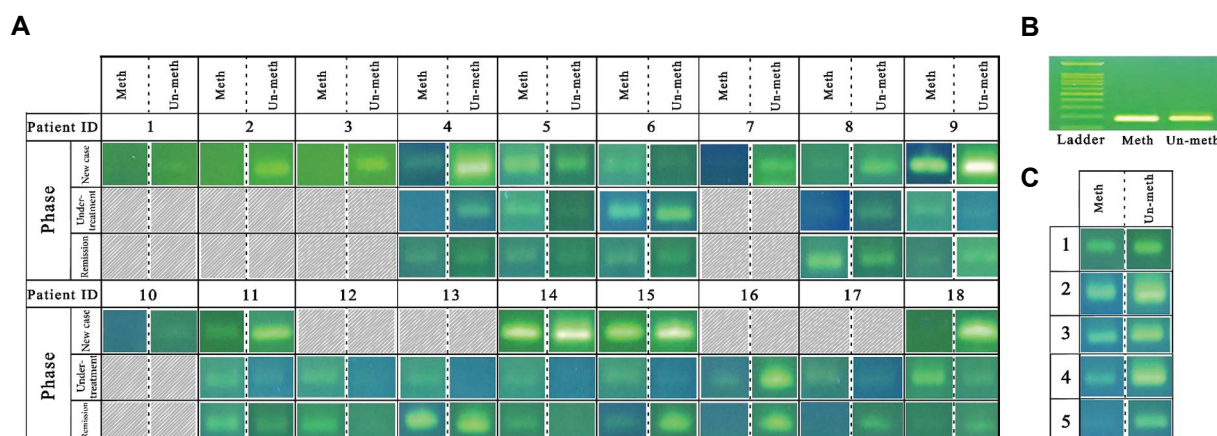 A
B
C
Meth Un-meth Meth Un-meth Meth Un-meth Meth Un-meth Meth Un-meth Meth Un-meth Meth Un-meth Meth Un-meth Meth Un-meth
Patient ID 1 2 3 4 5 6 7 8 9
Phase
New case
Under-
treatment
Remission
Patient ID 10 11 12 13 14 15 16 17 18
Phase
New case
Under-
treatment
Remission
Ladder Meth Un-meth
Meth Un-meth
1
2
3
4
5